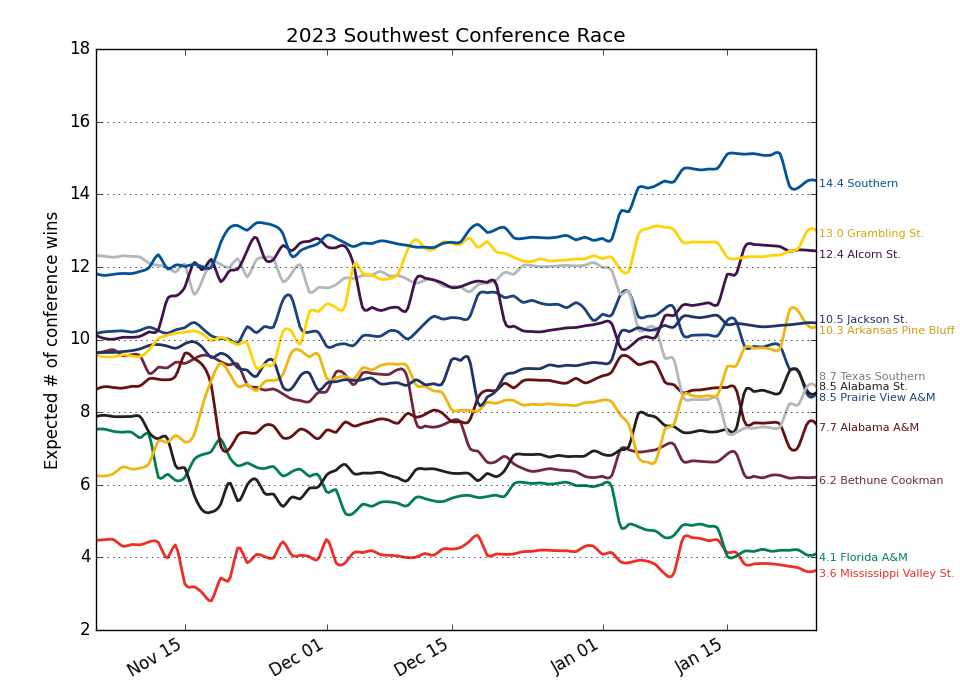 2023 Southwest Conference Race
Expected # of conference wins
18
16
14
12
10
8
6
4
2
Nov 15
Dec 01
Dec 15
Jan 01
Jan 15
14.4 Southern
13.0 Grambling St.
12.4 Alcorn St.
10.5 Jackson St.
10.3 Arkansas Pine Bluff
8.7 Texas Southern
8.5 Alabama St.
8.5 Prairie View A&M
7.7 Alabama A&M
6.2 Bethune Cookman
4.1 Florida A&M
3.6 Mississippi Valley St.